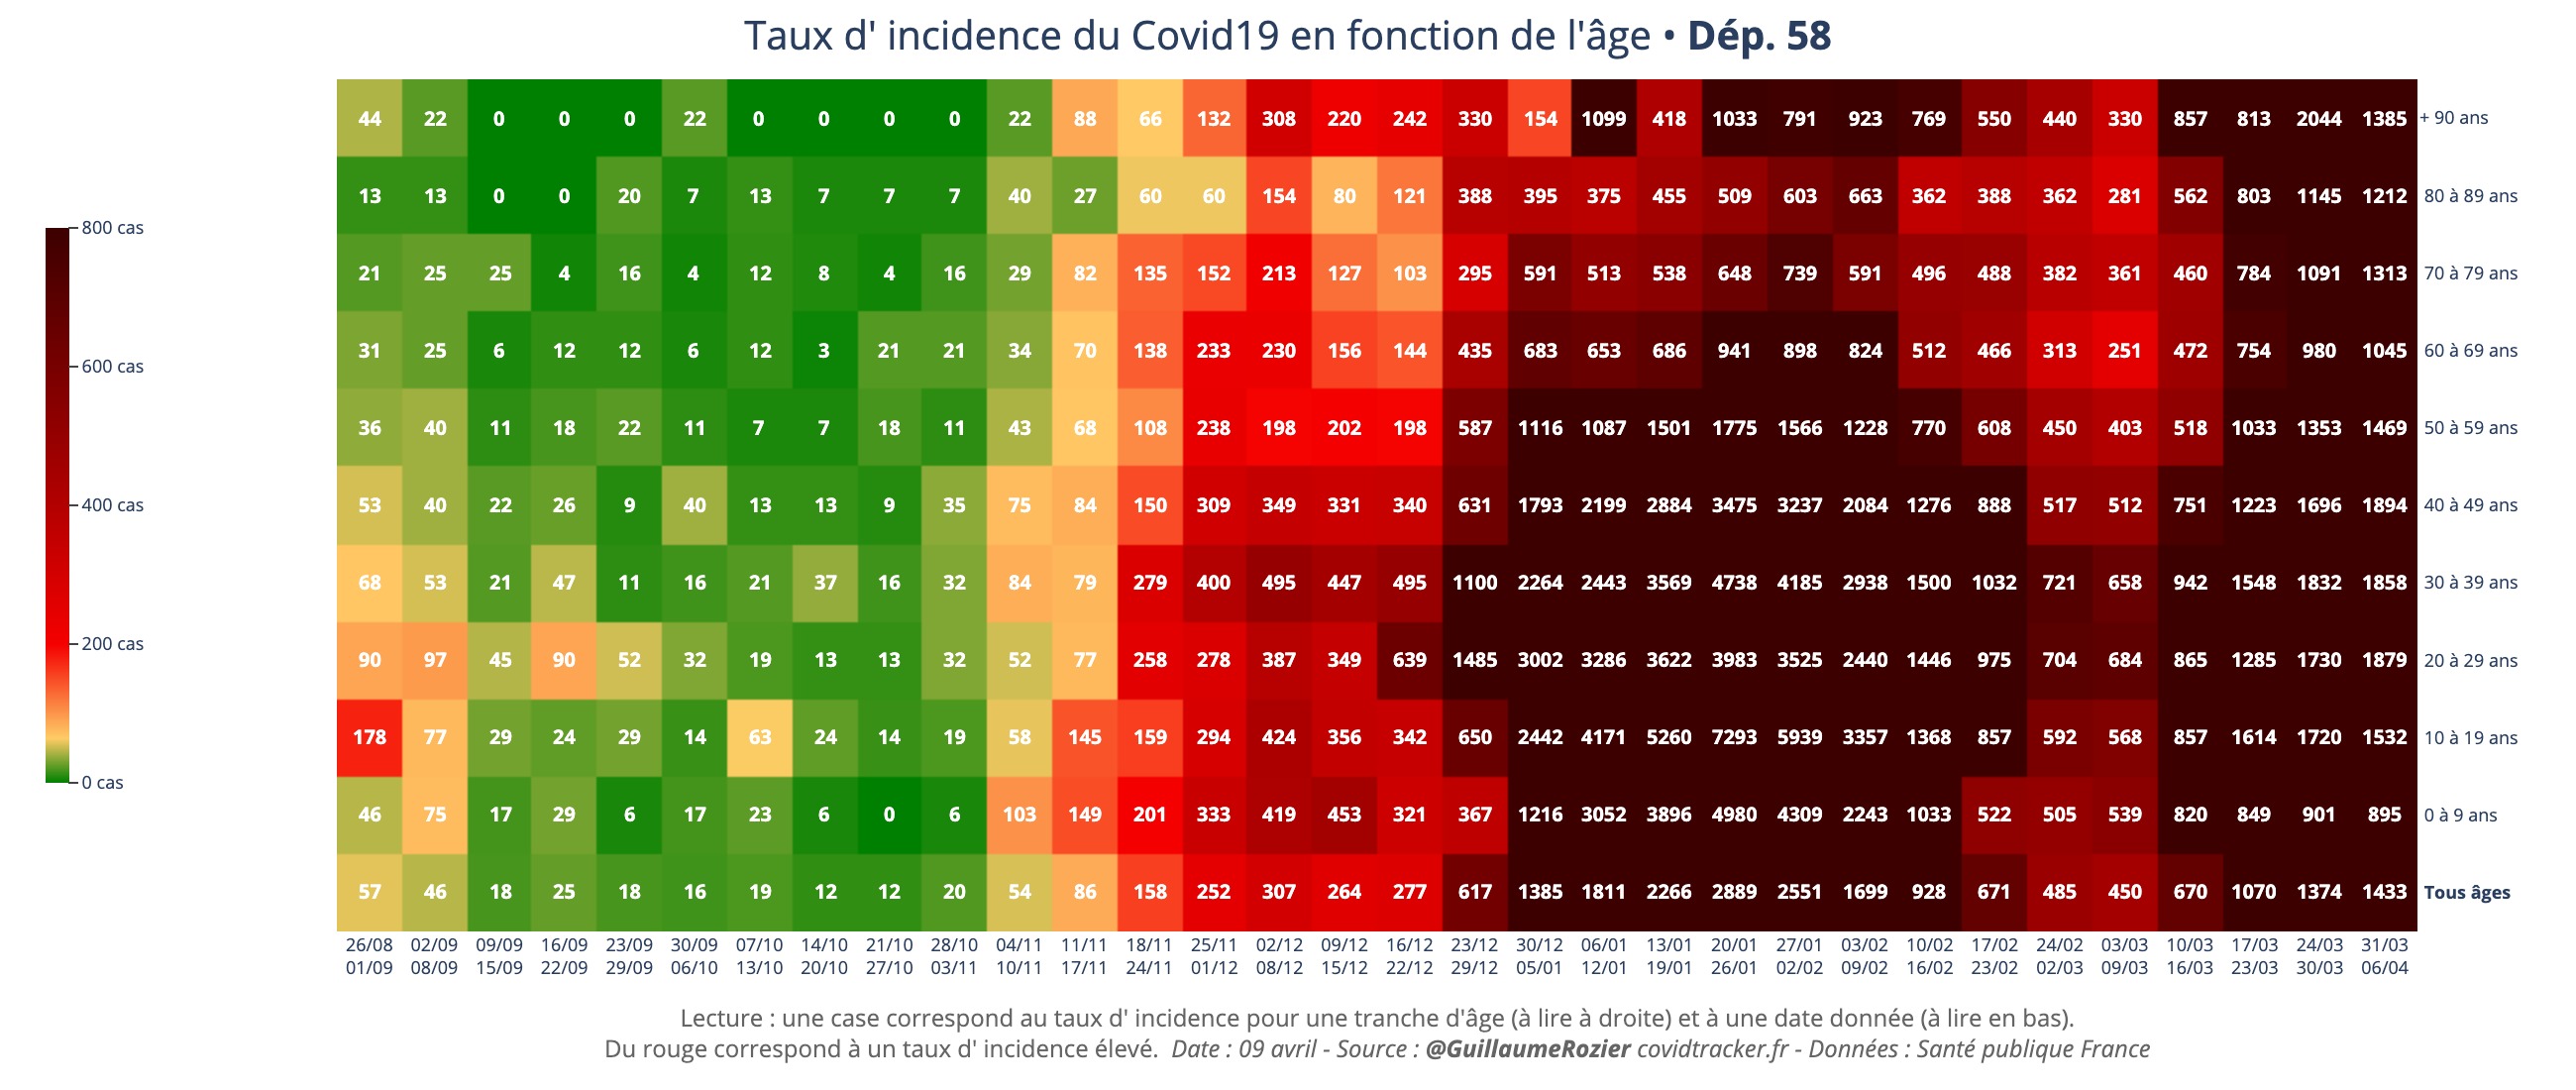 Taux d' incidence du Covid19 en fonction de l'âge • Dép. 58
44 22 0 0 0 22 0 0 0 0 22 88 66 132 308 220 242 330 154 1099 418 1033 791 923 769 550 440 330 857 813 2044 1385 + 90 ans
13 13 0 0 20 7 13 7 7 7 40 27 60 60 154 80 121 388 395 375 455 509 603 663 362 388 362 281 562 803 1145 1212 80 à 89 ans
21 25 25 4 16 4 12 8 4 16 29 82 135 152 213 127 103 295 591 513 538 648 739 591 496 488 382 361 460 784 1091 1313 70 à 79 ans
31 25 6 12 12 6 12 3 21 21 34 70 138 233 230 156 144 435 683 653 686 941 898 824 512 466 313 251 472 754 980 1045 60 à 69 ans
36 40 11 18 22 11 7 7 18 11 43 68 108 238 198 202 198 587 1116 1087 1501 1775 1566 1228 770 608 450 403 518 1033 1353 1469 50 à 59 ans
53 40 22 26 9 40 13 13 9 35 75 84 150 309 349 331 340 631 1793 2199 2884 3475 3237 2084 1276 888 517 512 751 1223 1696 1894 40 à 49 ans
68 53 21 47 11 16 21 37 16 32 84 79 279 400 495 447 495 1100 2264 2443 3569 4738 4185 2938 1500 1032 721 658 942 1548 1832 1858 30 à 39 ans
90 97 45 90 52 32 19 13 13 32 52 77 258 278 387 349 639 1485 3002 3286 3622 3983 3525 2440 1446 975 704 684 865 1285 1730 1879 20 à 29 ans
178 77 29 24 29 14 63 24 14 19 58 145 159 294 424 356 342 650 2442 4171 5260 7293 5939 3357 1368 857 592 568 857 1614 1720 1532 10 à 19 ans
46 75 17 29 6 17 23 6 0 6 103 149 201 333 419 453 321 367 1216 3052 3896 4980 4309 2243 1033 522 505 539 820 849 901 895 0 à 9 ans
57 46 18 25 18 16 19 12 12 20 54 86 158 252 307 264 277 617 1385 1811 2266 2889 2551 1699 928 671 485 450 670 1070 1374 1433 Tous âges
26/08 02/09 09/09 16/09 23/09 30/09 07/10 14/10 21/10 28/10 04/11 11/11 18/11 25/11 02/12 09/12 16/12 23/12 30/12 06/01 13/01 20/01 27/01 03/02 10/02 17/02 24/02 03/03 10/03 17/03 24/03 31/03
01/09 08/09 15/09 22/09 29/09 06/10 13/10 20/10 27/10 03/11 10/11 17/11 24/11 01/12 08/12 15/12 22/12 29/12 05/01 12/01 19/01 26/01 02/02 09/02 16/02 23/02 02/03 09/03 16/03 23/03 30/03 06/04
800 cas
600 cas
400 cas
200 cas
0 cas
Lecture : une case correspond au taux d' incidence pour une tranche d'âge (à lire à droite) et à une date donnée (à lire en bas).
Du rouge correspond à un taux d' incidence élevé. Date : 09 avril - Source : @GuillaumeRozier covidtracker.fr - Données : Santé publique France